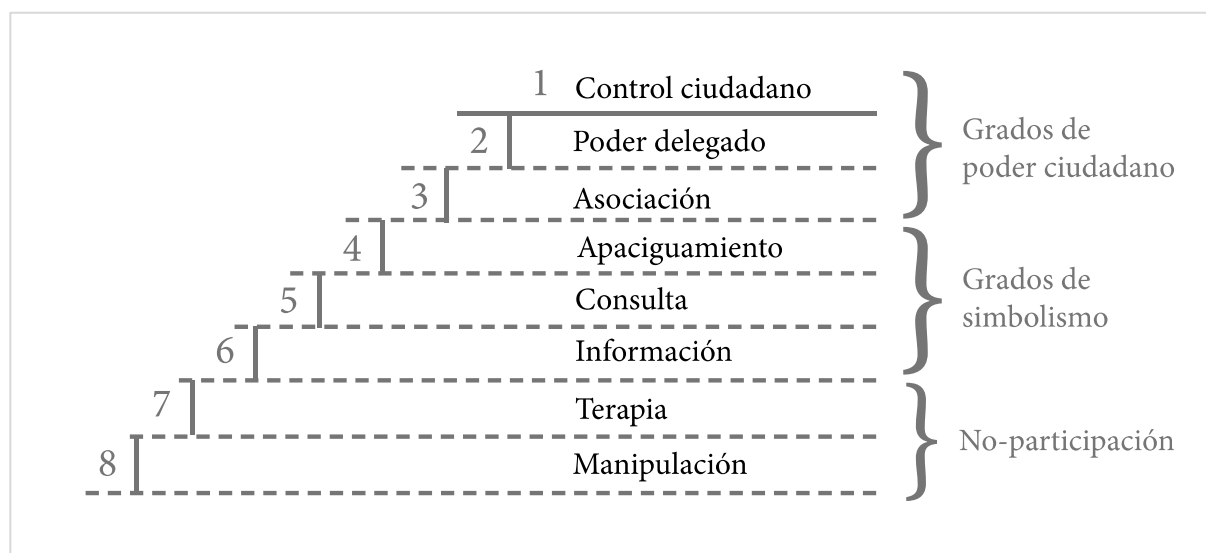 1 Control ciudadano
2 Poder delegado
3 Asociación
Grados de
poder ciudadano
4 Apaciguamiento
5 Consulta
6 Información
Grados de
simbolismo
7 Terapia
8 Manipulación
No-participación